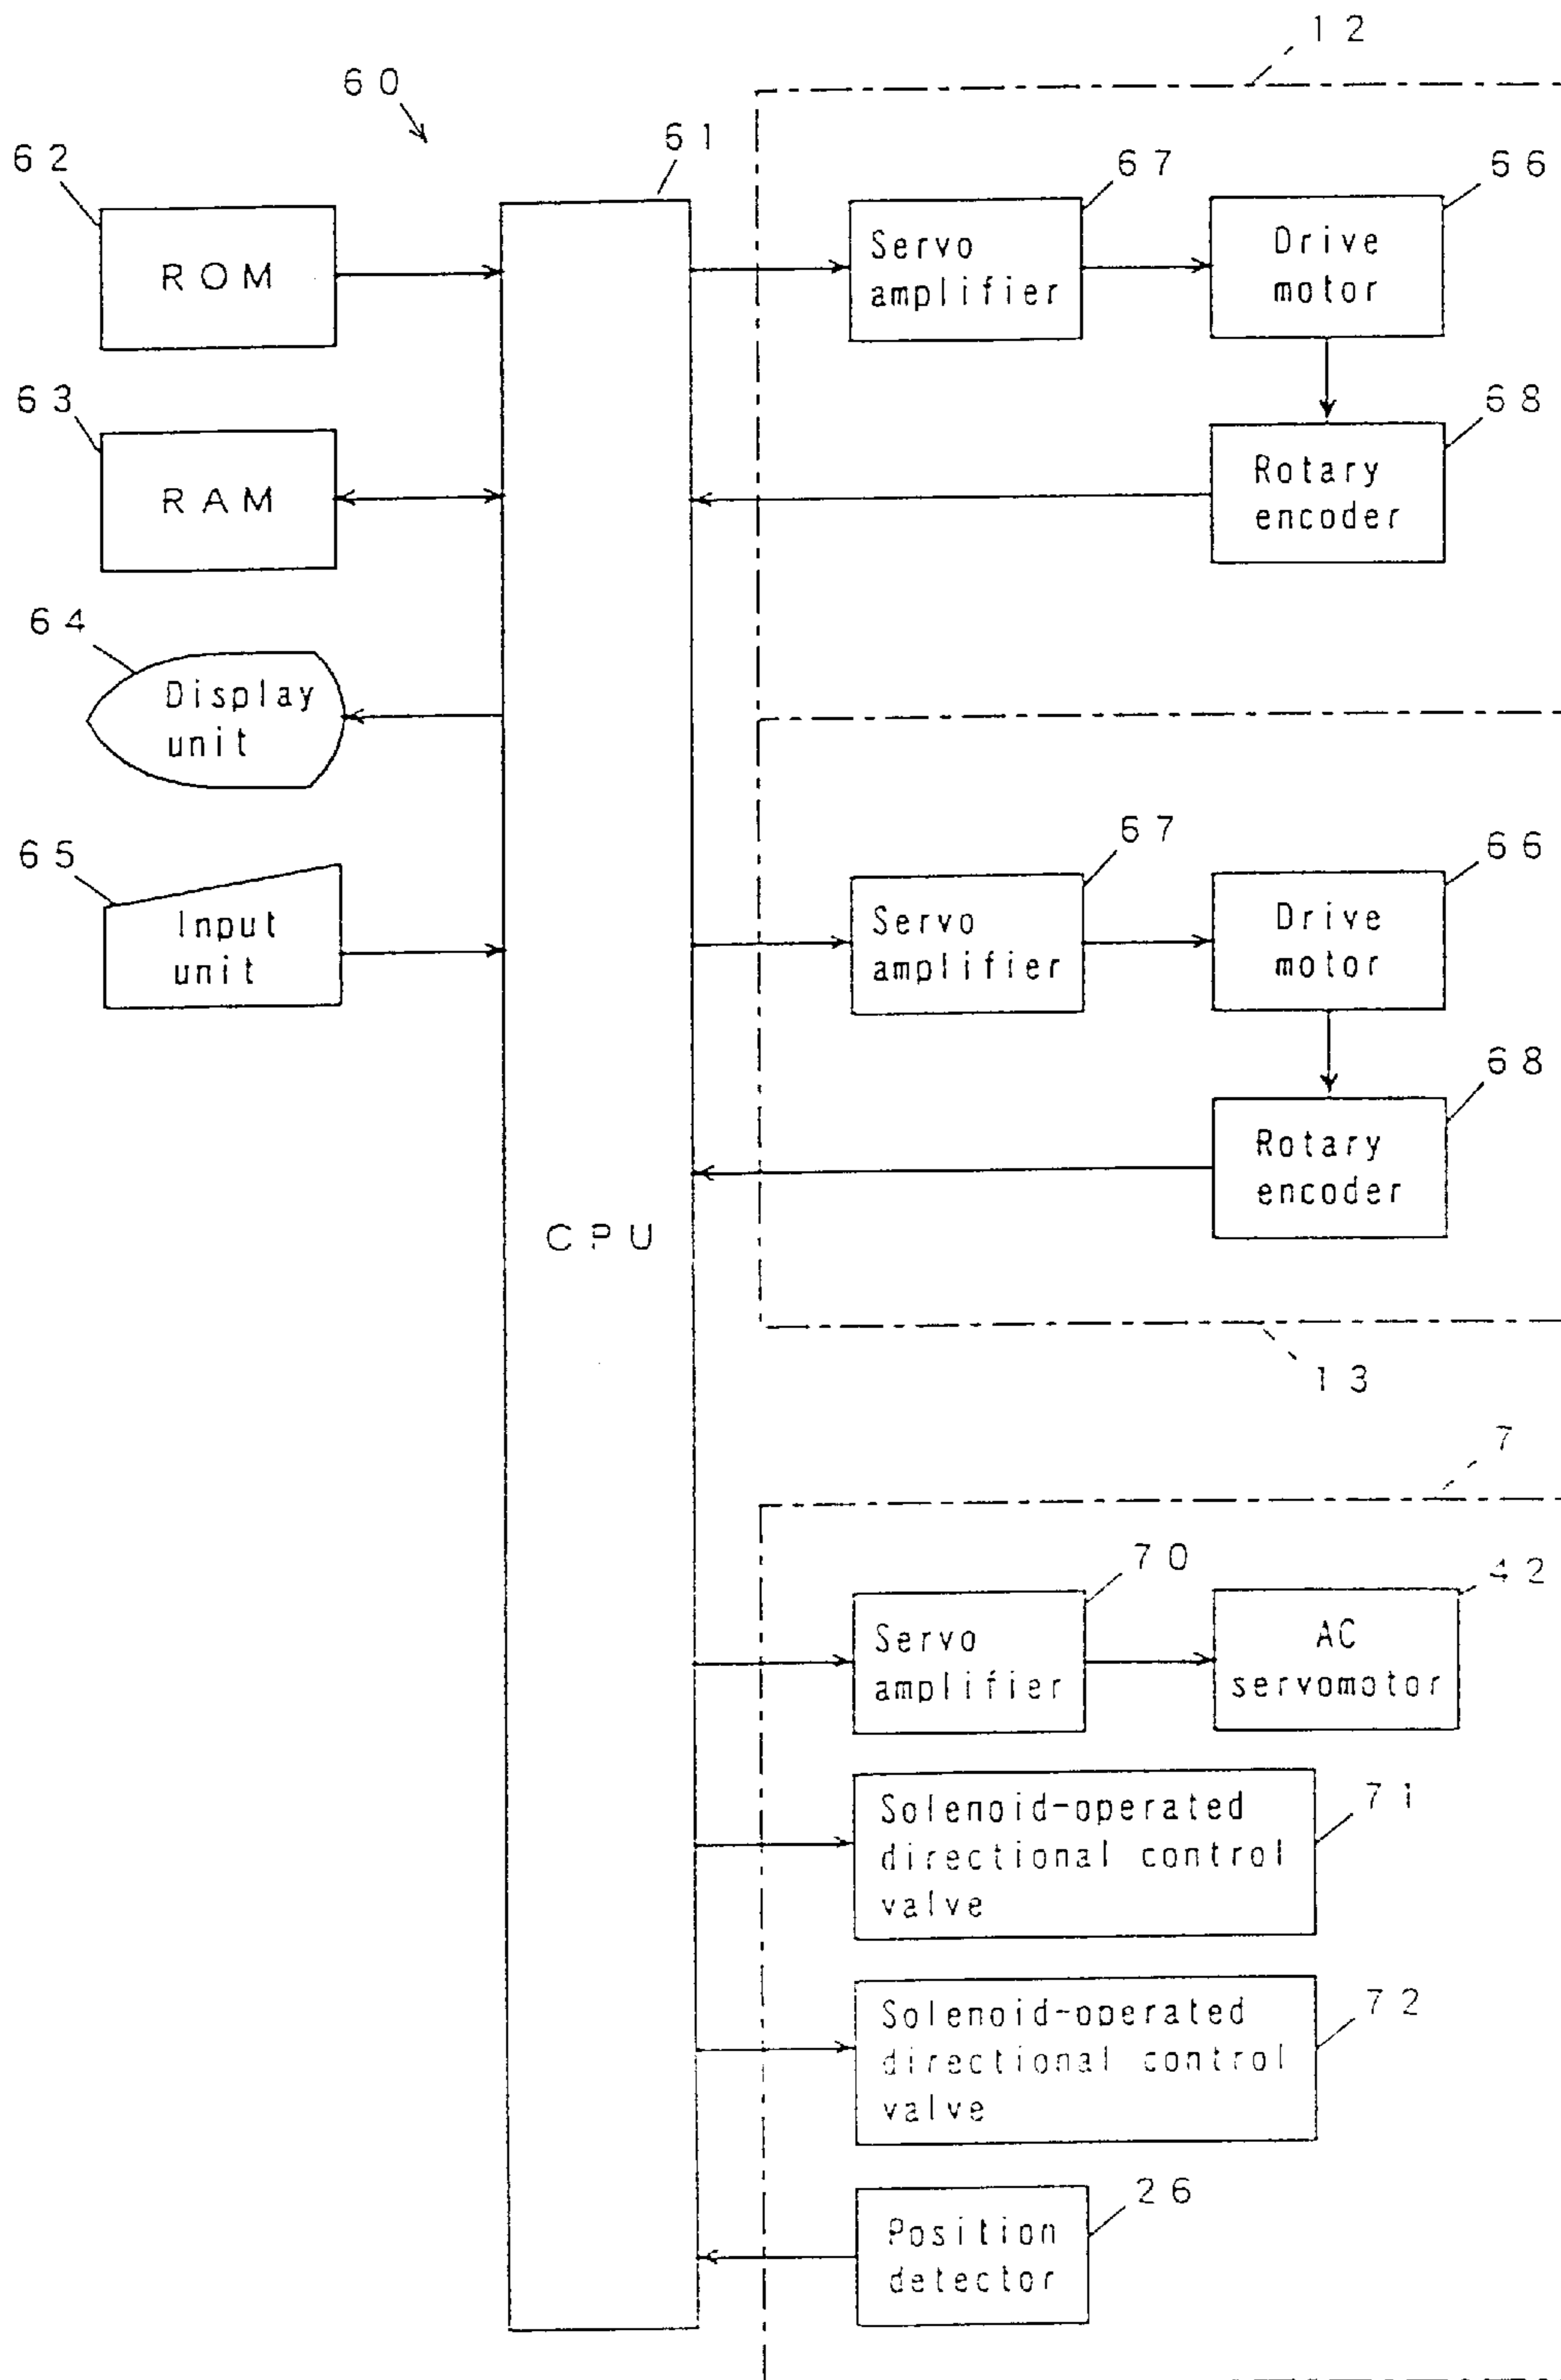 12
60
61
62
ROM
67
Servo
amplifier
66
Drive
motor
63
RAM
68
Rotary
encoder
64
Display
unit
65
Input
unit
67
Servo
amplifier
66
Drive
motor
68
Rotary
encoder
CPU
13
7
70
Servo
amplifier
42
AC
servomotor
71
Solenoid-operated
directional control
valve
72
Solenoid-operated
directional control
valve
26
Position
detector